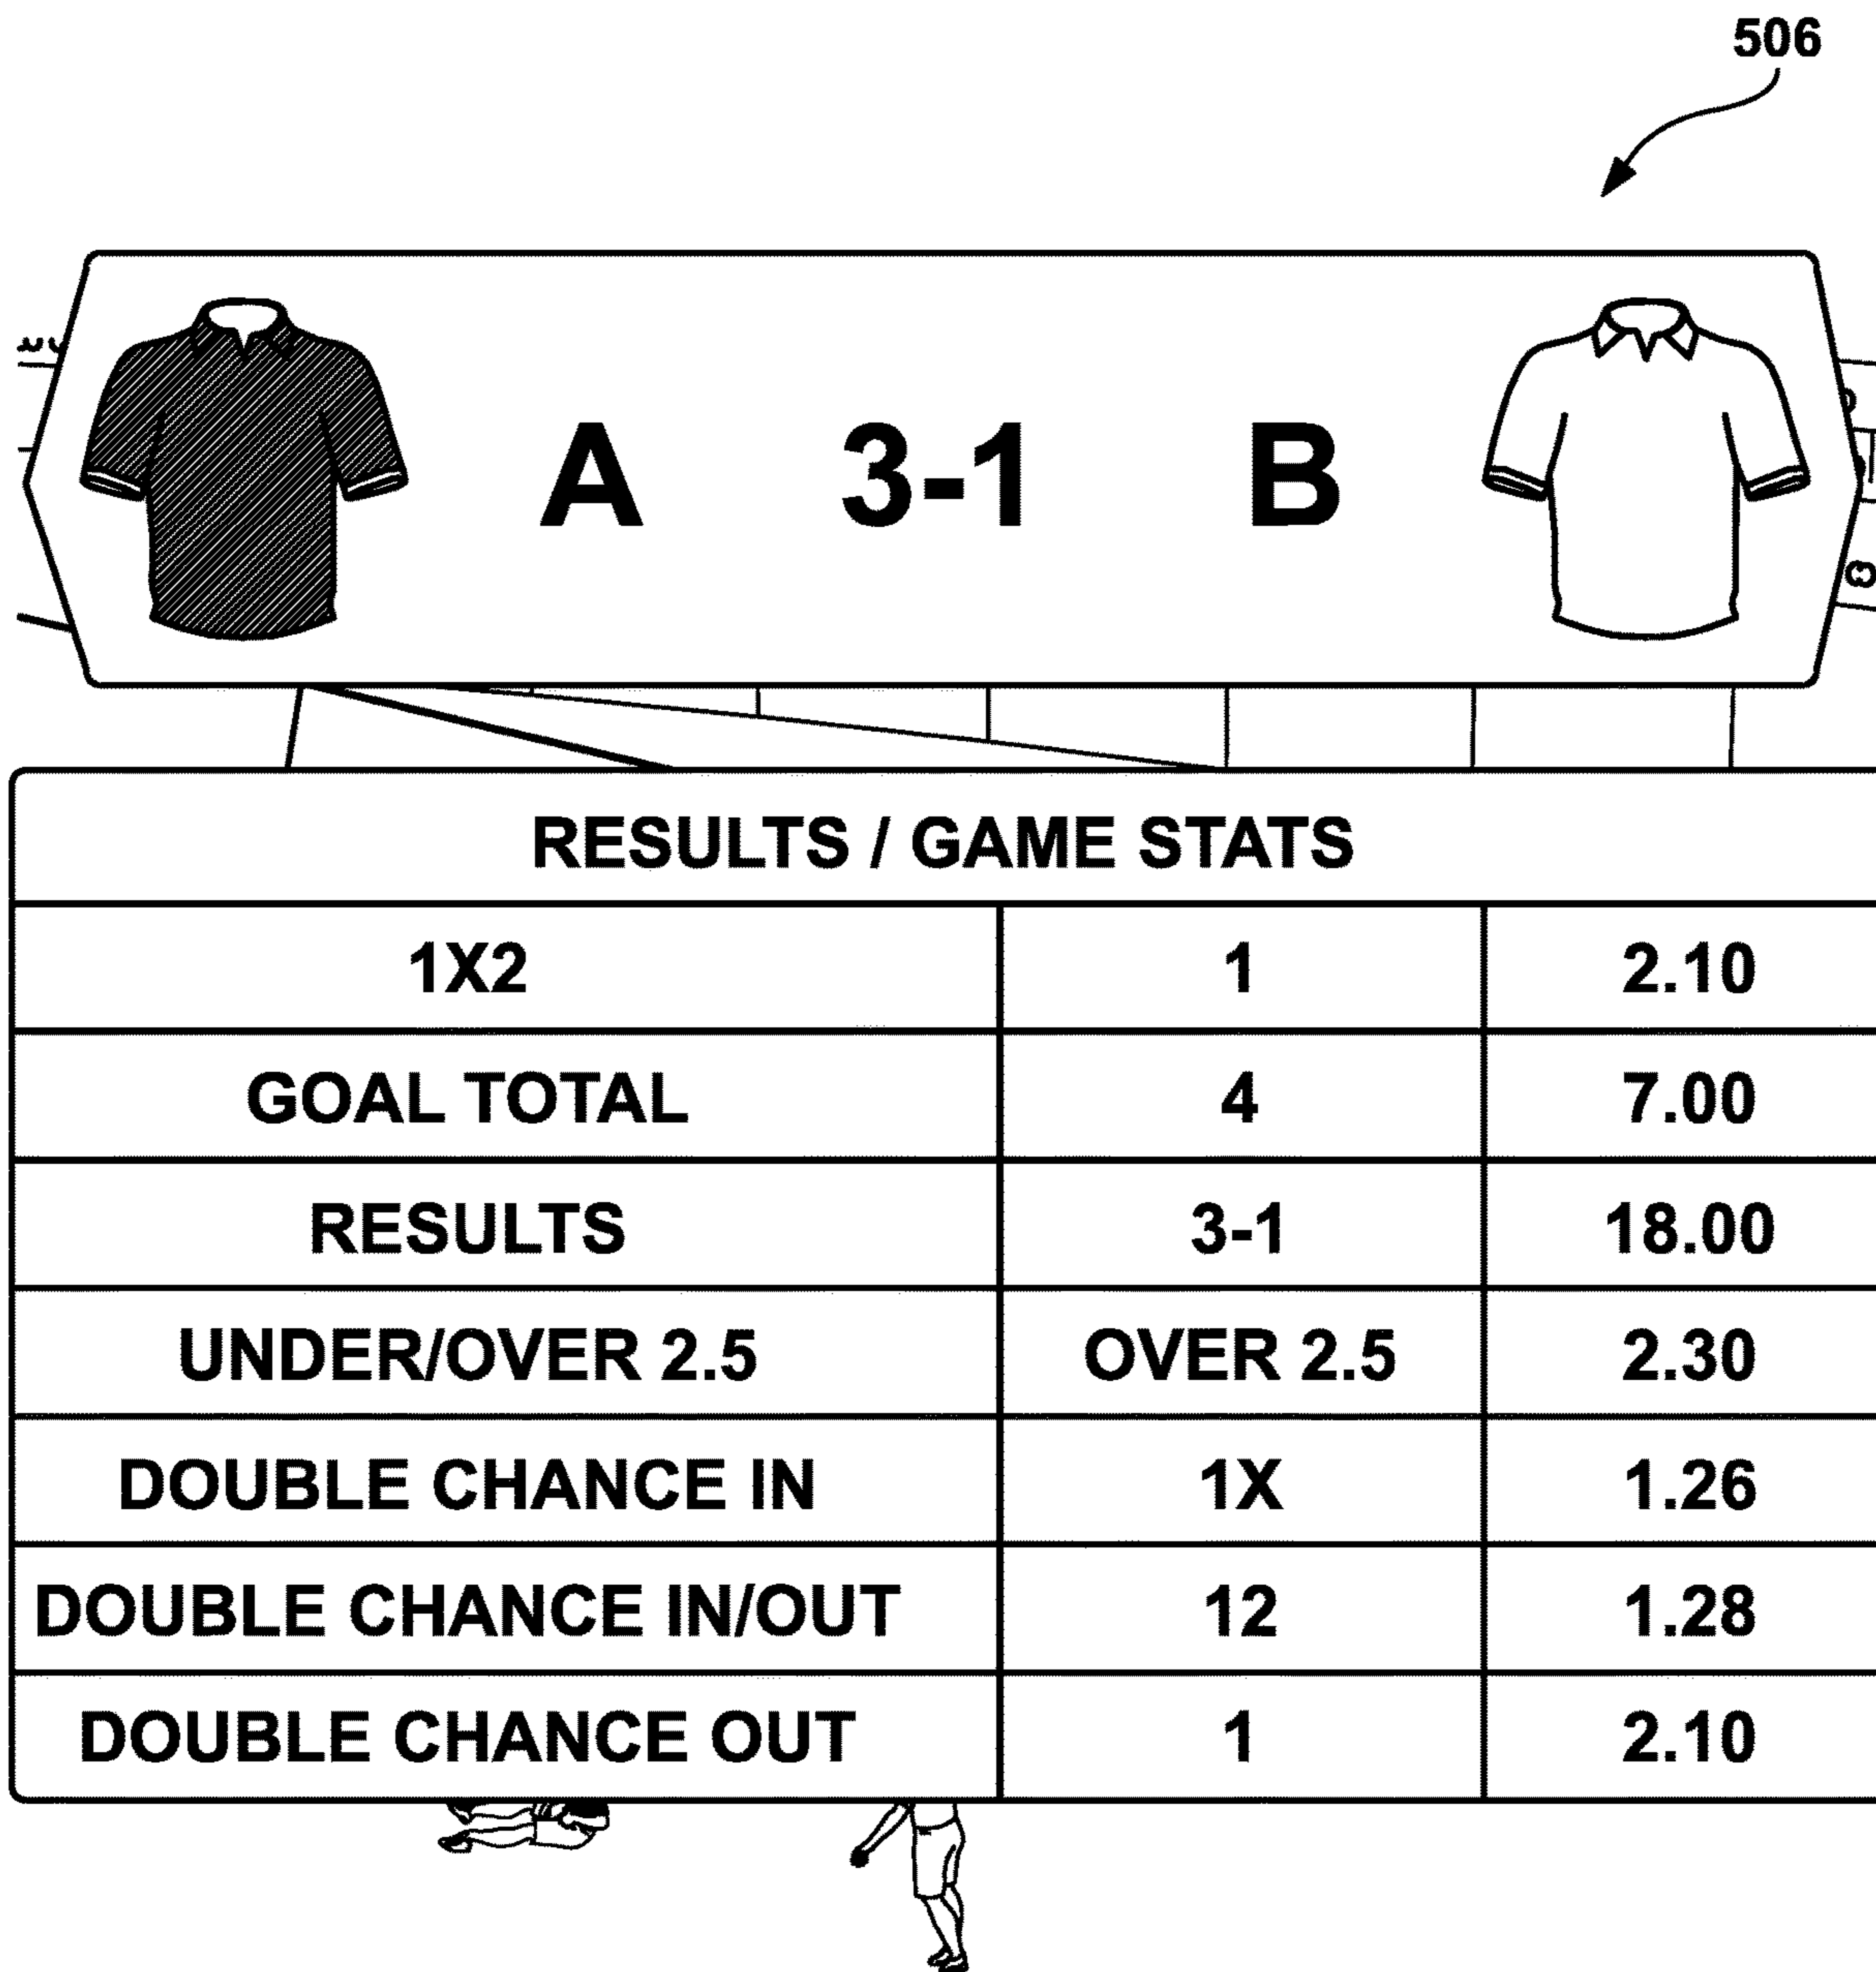 506
A 3-1 B
RESULTS / GAME STATS
1X2 1 2.10
GOAL TOTAL 4 7.00
RESULTS 3-1 18.00
UNDER/OVER 2.5 OVER 2.5 2.30
DOUBLE CHANCE IN 1X 1.26
DOUBLE CHANCE IN/OUT 12 1.28
DOUBLE CHANCE OUT 1 2.10